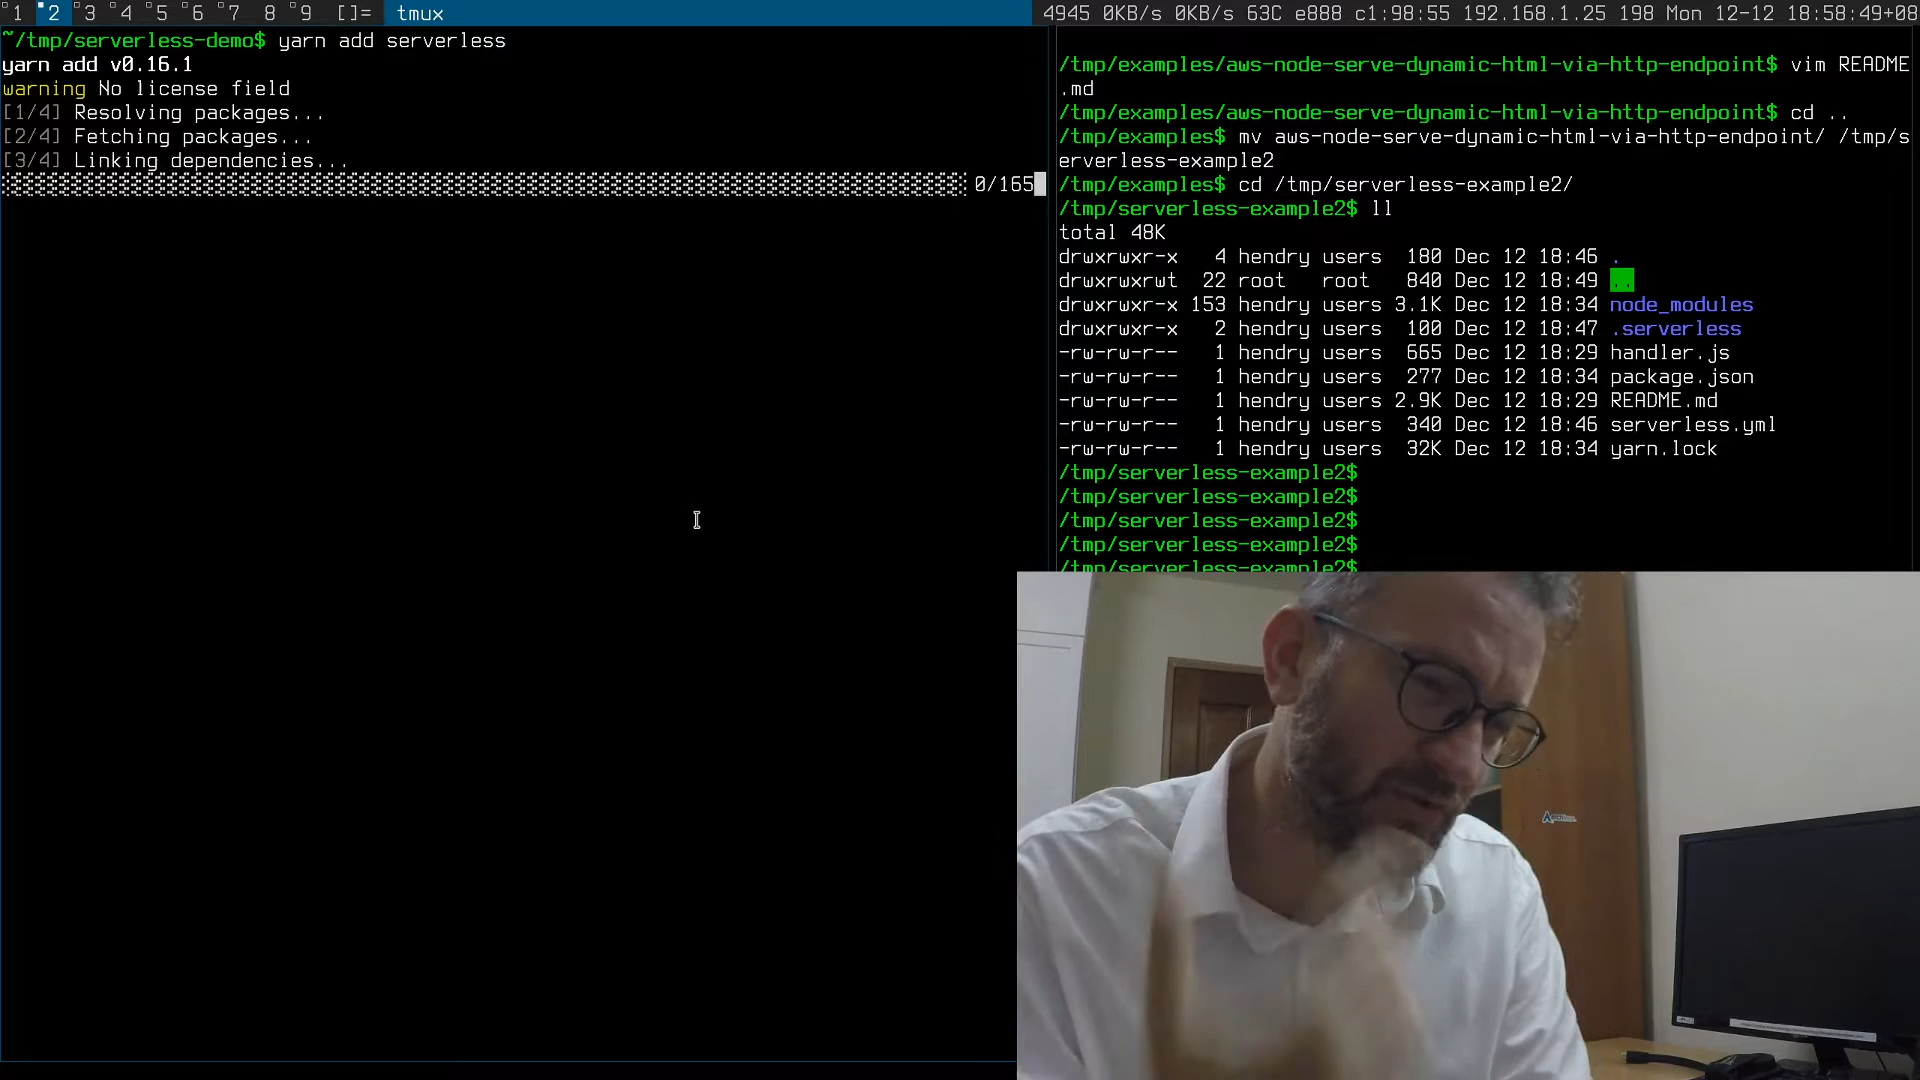 1 2 3 4 5 6 7 8 9 []= tmux 4945 0KB/s 0KB/s 63C e888 c1:98:55 192.168.1.25 198 Mon 12-12 18:58:49+08
~/tmp/serverless-demo$ yarn add serverless
yarn add v0.16.1
warning No license field
[1/4] Resolving packages...
[2/4] Fetching packages...
[3/4] Linking dependencies...
0/165
/tmp/examples/aws-node-serve-dynamic-html-via-http-endpoint$ vim README
.md
/tmp/examples/aws-node-serve-dynamic-html-via-http-endpoint$ cd ..
/tmp/examples$ mv aws-node-serve-dynamic-html-via-http-endpoint/ /tmp/s
erverless-example2
/tmp/examples$ cd /tmp/serverless-example2/
/tmp/serverless-example2$ ll
total 48K
drwxrwxr-x 4 hendry users 180 Dec 12 18:46 .
drwxrwxrwt 22 root root 840 Dec 12 18:49 ..
drwxrwxr-x 153 hendry users 3.1K Dec 12 18:34 node_modules
drwxrwxr-x 2 hendry users 100 Dec 12 18:47 .serverless
-rw-rw-r-- 1 hendry users 665 Dec 12 18:29 handler.js
-rw-rw-r-- 1 hendry users 277 Dec 12 18:34 package.json
-rw-rw-r-- 1 hendry users 2.9K Dec 12 18:29 README.md
-rw-rw-r-- 1 hendry users 340 Dec 12 18:46 serverless.yml
-rw-rw-r-- 1 hendry users 32K Dec 12 18:34 yarn.lock
/tmp/serverless-example2$
/tmp/serverless-example2$
/tmp/serverless-example2$
/tmp/serverless-example2$
/tmp/serverless-example2$